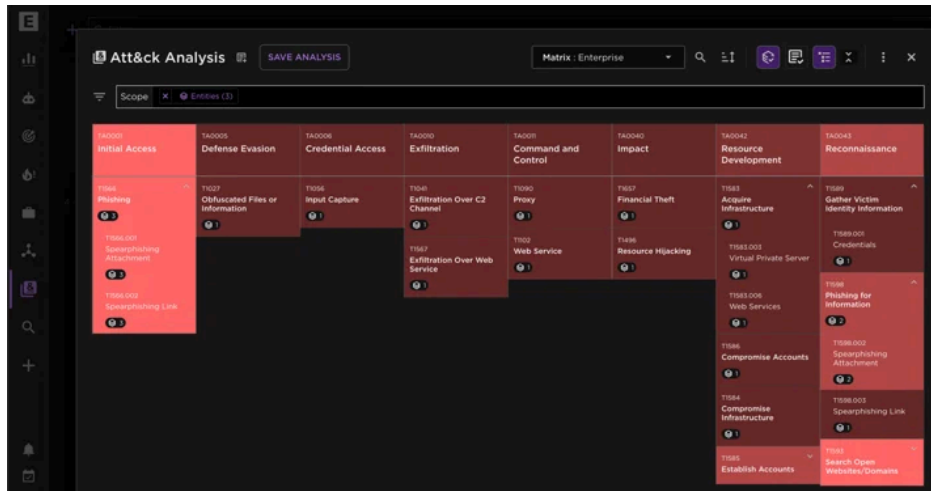 E
Att&ck Analysis
SAVE ANALYSIS
Matrix : Enterprise
Scope
Entities (3)
TA0001
Initial Access
T1566
Phishing
3
T1566.001
Spearphishing
Attachment
3
T1566.002
Spearphishing Link
3
TA0005
Defense Evasion
T1027
Obfuscated Files or
Information
1
TA0006
Credential Access
T1056
Input Capture
1
TA0010
Exfiltration
T1041
Exfiltration Over C2
Channel
1
T1567
Exfiltration Over Web
Service
1
TA0011
Command and
Control
T1090
Proxy
1
T1102
Web Service
1
TA0040
Impact
T1657
Financial Theft
1
T1496
Resource Hijacking
1
TA0042
Resource
Development
T1583
Acquire
Infrastructure
1
T1583.003
Virtual Private Server
1
T1583.006
Web Services
1
T1586
Compromise Accounts
1
T1584
Compromise
Infrastructure
1
T1585
Establish Accounts
TA0043
Reconnaissance
T1589
Gather Victim
Identity Information
T1589.001
Credentials
1
T1598
Phishing for
Information
2
T1598.002
Spearphishing
Attachment
2
T1598.003
Spearphishing Link
1
T1593
Search Open
Websites/Domains